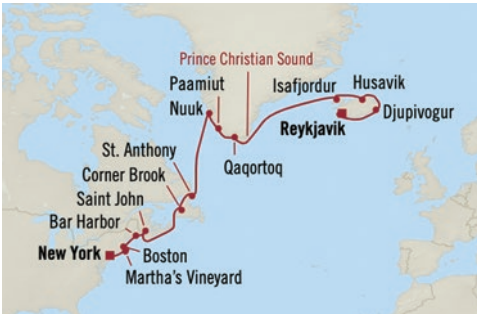 Prince Christian Sound
Paamiut
Isafjordur
Husavik
Nuuk
Djupivogur
Reykjavik
St. Anthony
Qaqortoq
Corner Brook
Saint John
Bar Harbor
New York
Boston
Martha's Vineyard